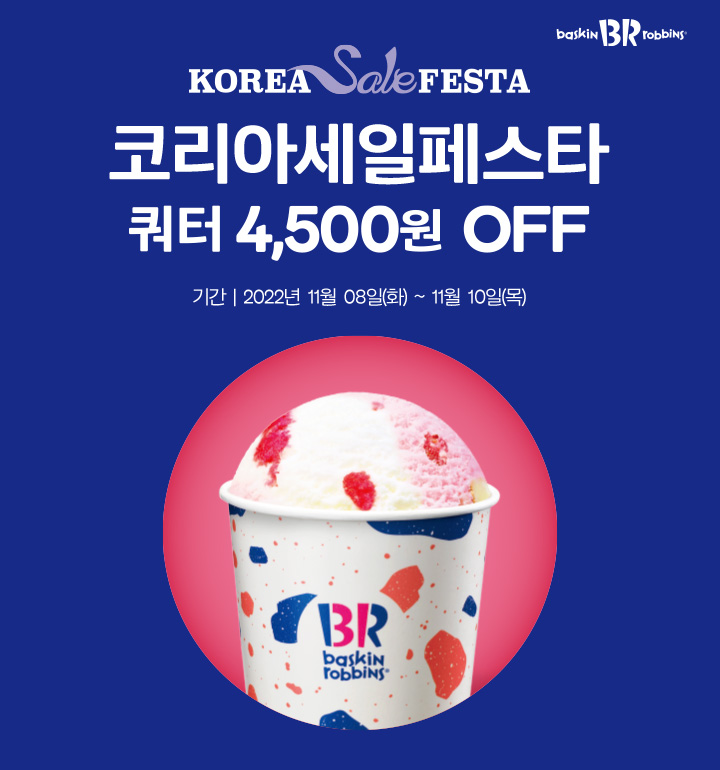 baskin BR robbins
KOREA Sale FESTA
코리아세일페스타
쿼터 4,500원 OFF
기간 | 2022년 11월 08일(화) ~ 11월 10일(목)
BR
baskin
robbins